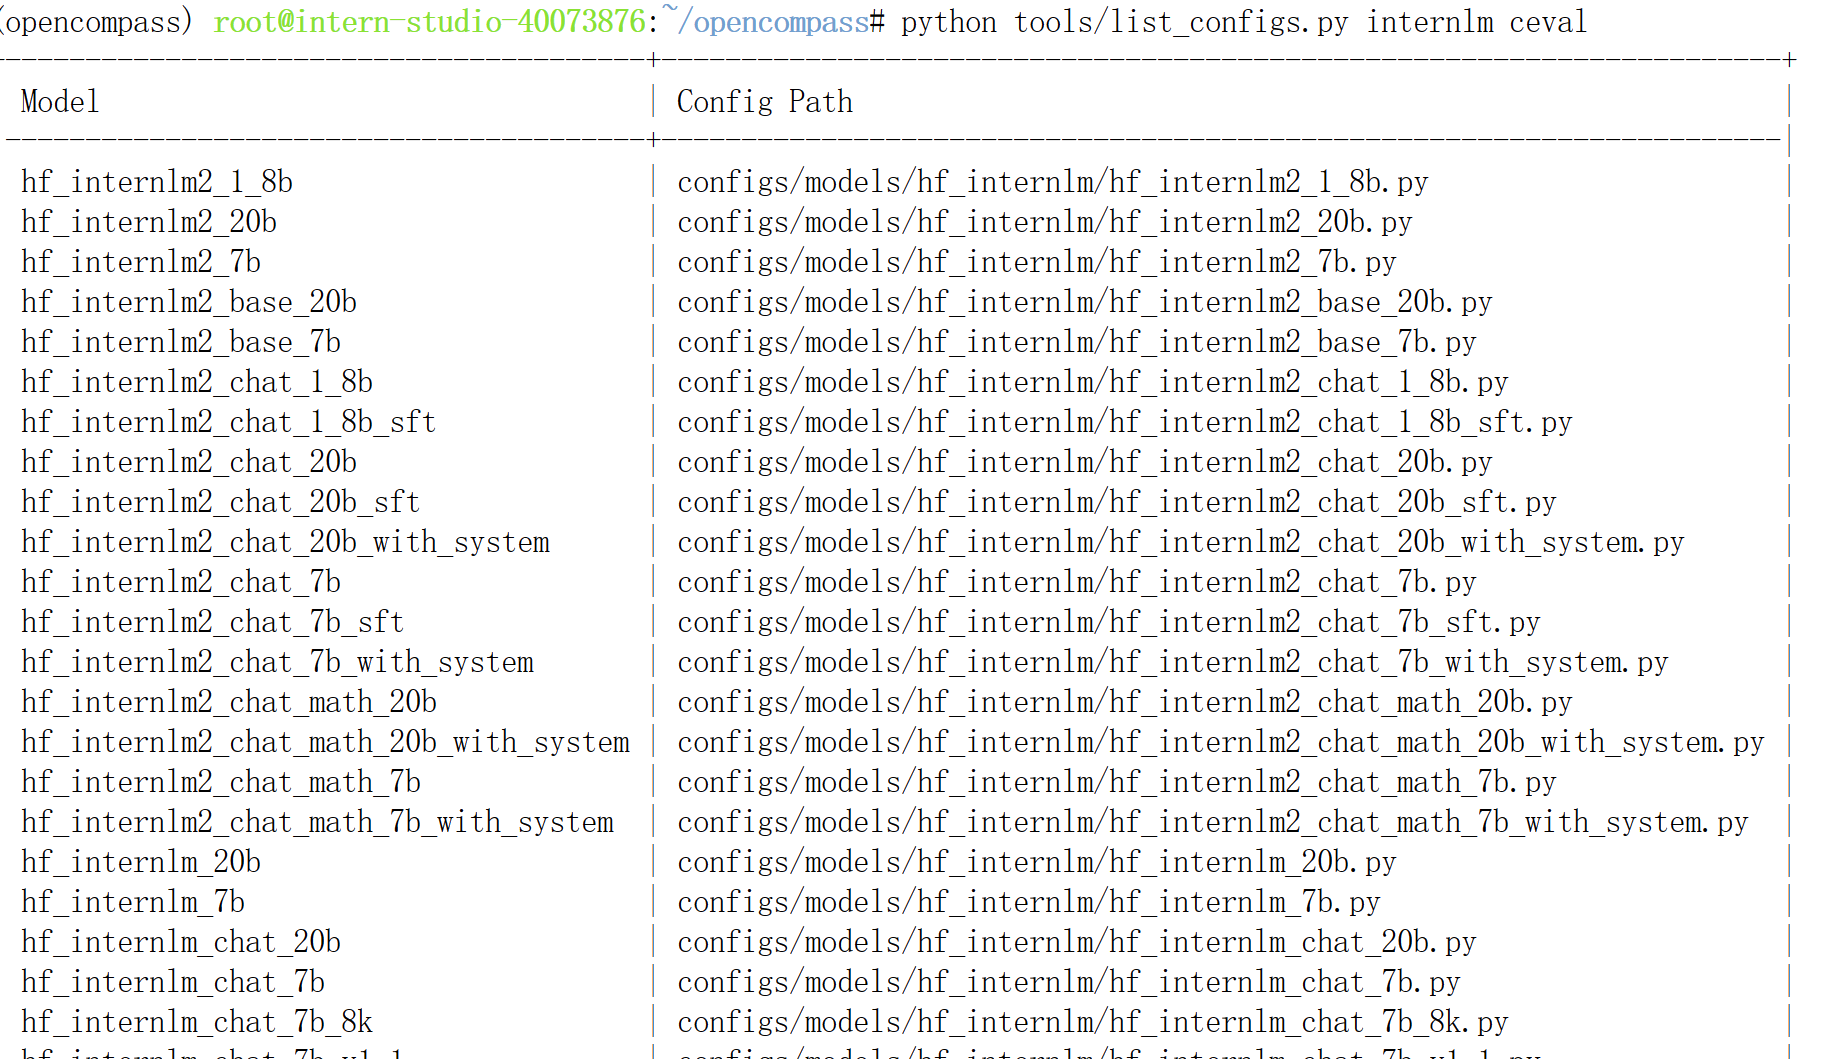 (opencompass) root@intern-studio-40073876:~/opencompass# python tools/list_configs.py internlm ceval
Model | Config Path
hf_internlm2_1_8b | configs/models/hf_internlm/hf_internlm2_1_8b.py
hf_internlm2_20b | configs/models/hf_internlm/hf_internlm2_20b.py
hf_internlm2_7b | configs/models/hf_internlm/hf_internlm2_7b.py
hf_internlm2_base_20b | configs/models/hf_internlm/hf_internlm2_base_20b.py
hf_internlm2_base_7b | configs/models/hf_internlm/hf_internlm2_base_7b.py
hf_internlm2_chat_1_8b | configs/models/hf_internlm/hf_internlm2_chat_1_8b.py
hf_internlm2_chat_1_8b_sft | configs/models/hf_internlm/hf_internlm2_chat_1_8b_sft.py
hf_internlm2_chat_20b | configs/models/hf_internlm/hf_internlm2_chat_20b.py
hf_internlm2_chat_20b_sft | configs/models/hf_internlm/hf_internlm2_chat_20b_sft.py
hf_internlm2_chat_20b_with_system | configs/models/hf_internlm/hf_internlm2_chat_20b_with_system.py
hf_internlm2_chat_7b | configs/models/hf_internlm/hf_internlm2_chat_7b.py
hf_internlm2_chat_7b_sft | configs/models/hf_internlm/hf_internlm2_chat_7b_sft.py
hf_internlm2_chat_7b_with_system | configs/models/hf_internlm/hf_internlm2_chat_7b_with_system.py
hf_internlm2_chat_math_20b | configs/models/hf_internlm/hf_internlm2_chat_math_20b.py
hf_internlm2_chat_math_20b_with_system | configs/models/hf_internlm/hf_internlm2_chat_math_20b_with_system.py
hf_internlm2_chat_math_7b | configs/models/hf_internlm/hf_internlm2_chat_math_7b.py
hf_internlm2_chat_math_7b_with_system | configs/models/hf_internlm/hf_internlm2_chat_math_7b_with_system.py
hf_internlm_20b | configs/models/hf_internlm/hf_internlm_20b.py
hf_internlm_7b | configs/models/hf_internlm/hf_internlm_7b.py
hf_internlm_chat_20b | configs/models/hf_internlm/hf_internlm_chat_20b.py
hf_internlm_chat_7b | configs/models/hf_internlm/hf_internlm_chat_7b.py
hf_internlm_chat_7b_8k | configs/models/hf_internlm/hf_internlm_chat_7b_8k.py